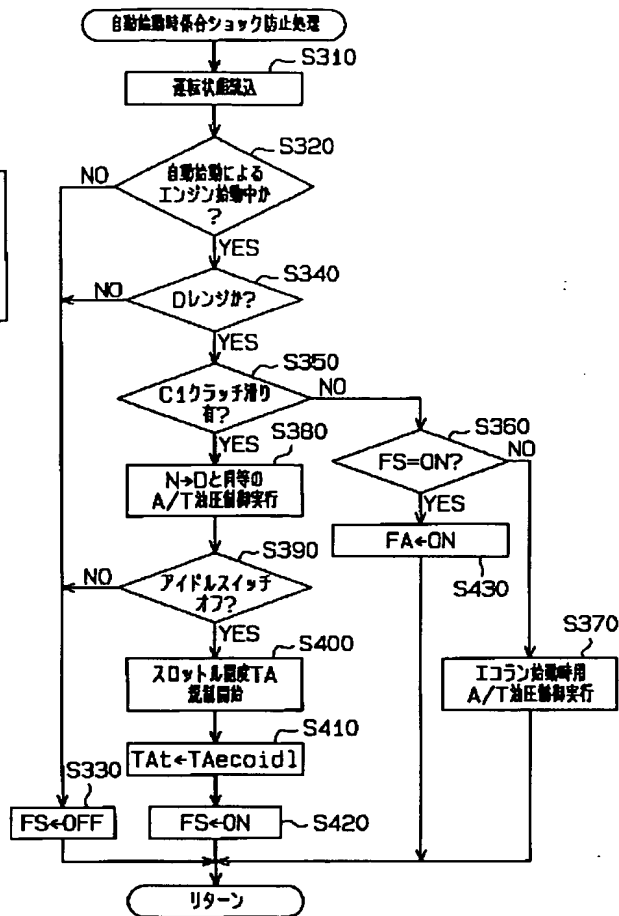 自動始動時係合ショック防止処理
S310
運転状態読込
S320
自動始動による
エンジン始動中か
?
NO
YES
S340
Dレンジか?
NO
YES
S350
C1クラッチ滑り
有?
NO
YES
S360
FS=ON?
NO
YES
S380
N→Dと同等の
A/T油圧制御実行
FA←ON
S430
S390
アイドルスイッチ
オフ?
NO
YES
S370
エコラン始動時用
A/T油圧制御実行
S400
スロットル開度TA
規制開始
S410
TAt←TAecoidl
S330
FS←OFF
FS←ON
S420
リターン